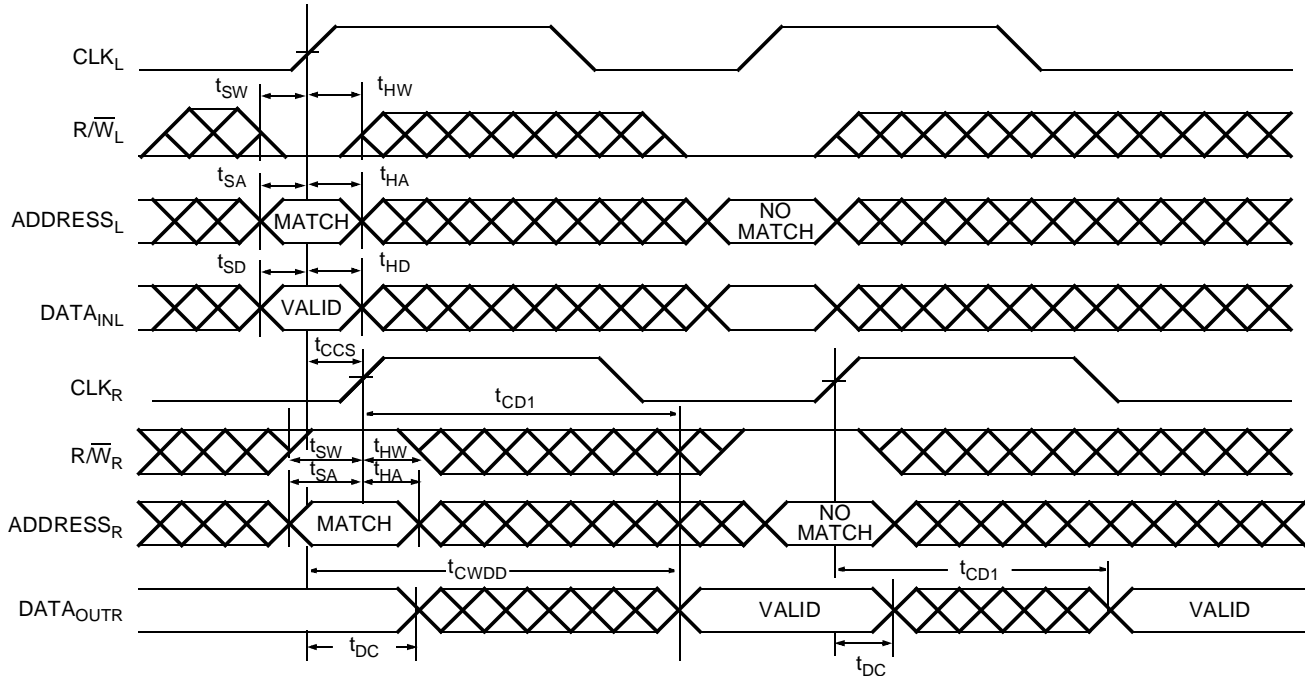 CLK_L
t_SW t_HW
R/W̅_L
t_SA t_HA
ADDRESS_L MATCH NO MATCH
t_SD t_HD
DATA_INL VALID
t_CCS
CLK_R
t_CD1
R/W̅_R t_SW t_HW
t_SA t_HA
ADDRESS_R MATCH NO MATCH
t_CWDD t_CD1
DATA_OUTR VALID VALID
t_DC t_DC